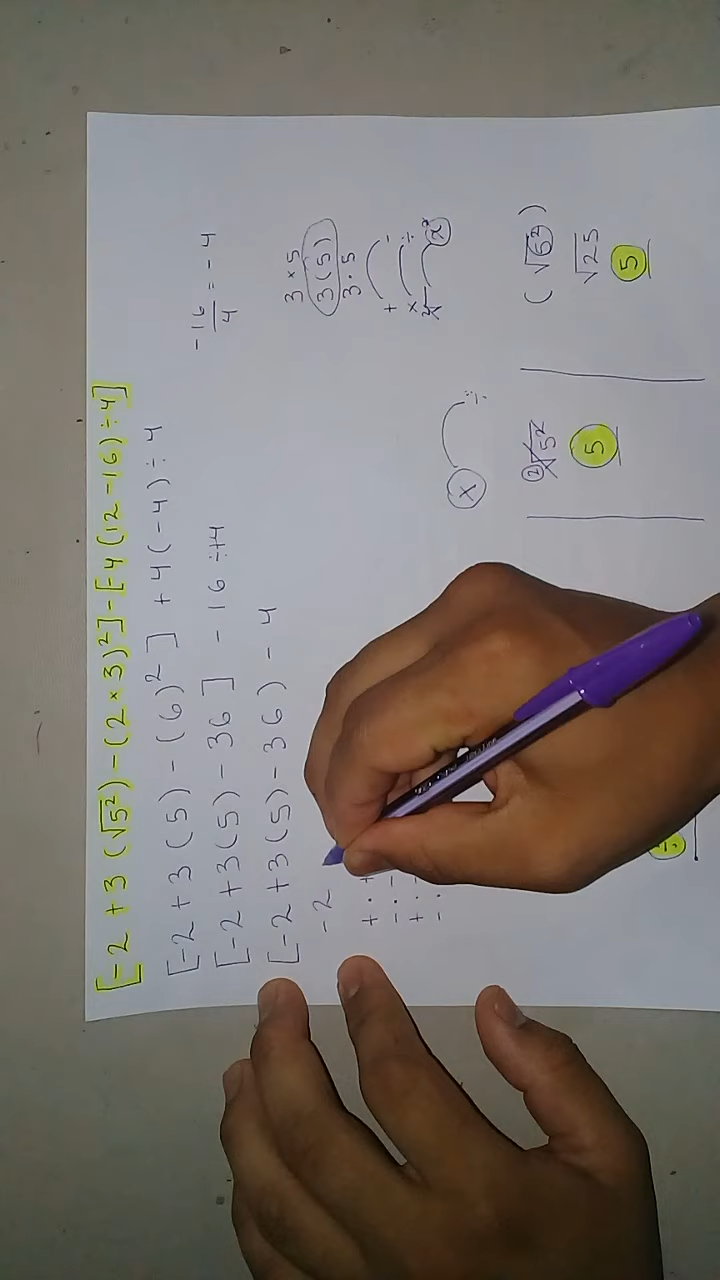 [-2 + 3 (√5²) - (2 × 3)²] - [-4 (12 - 16) ÷ 4]
[-2 + 3 (5) - (6)²] + 4 (-4) ÷ 4
[-2 + 3(5) - 36] - 16 ÷ +4
[-2 + 3 (5) - 36) - 4
-2
-16/4 = -4
3 × 5
3 (5)
3 · 5
+ -
× ÷
x²
x ÷
²√5²
5
√25
5